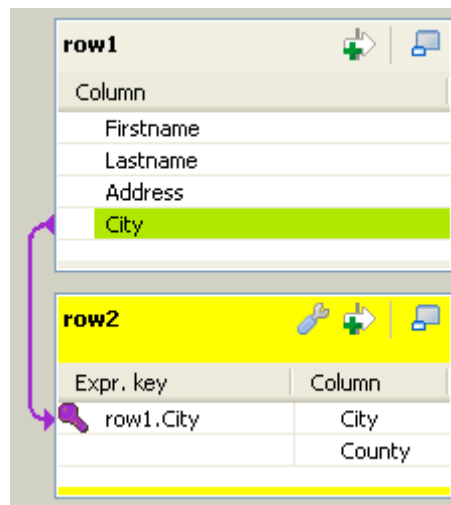 row1
Column
Firstname
Lastname
Address
City
row2
Expr. key Column
row1.City City
County